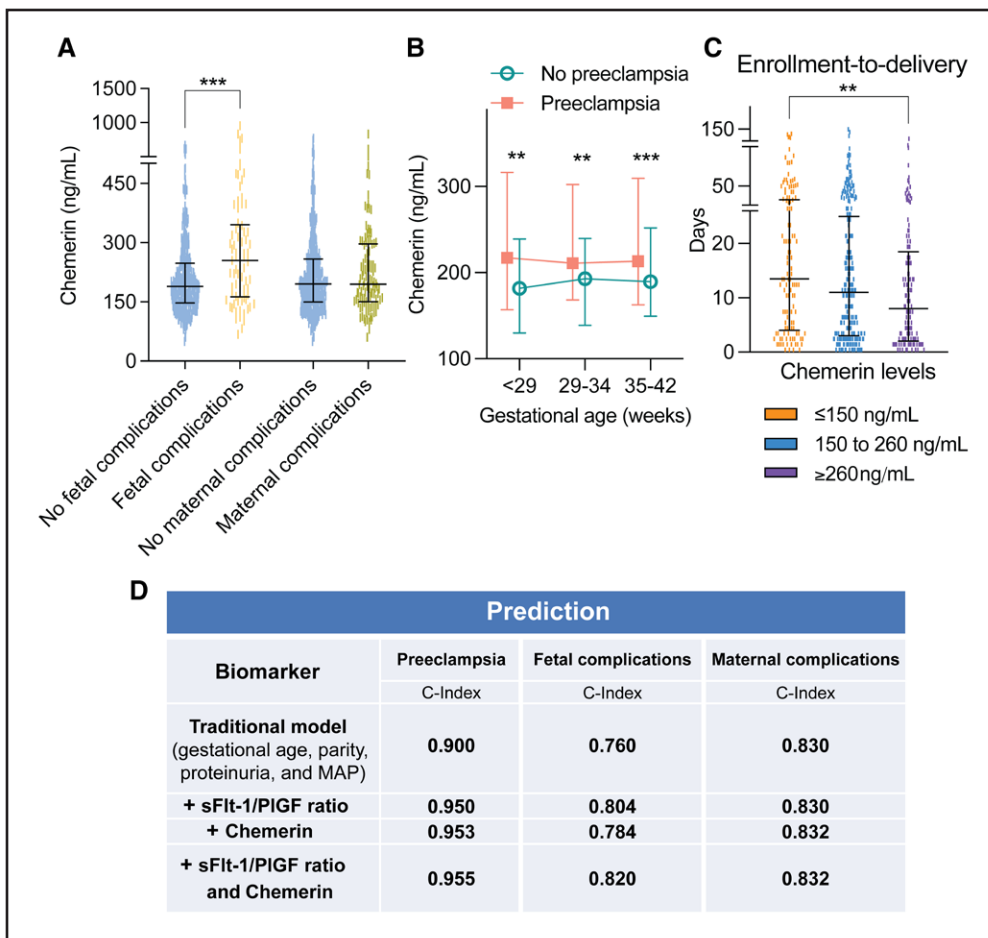 A
Chemerin (ng/mL)
1500
1000
450
300
150
0
***
No fetal complications
Fetal complications
No maternal complications
Maternal complications
B
No preeclampsia
Preeclampsia
Chemerin (ng/mL)
300
200
100
**
**
***
<29
29-34
35-42
Gestational age (weeks)
C
Enrollment-to-delivery
**
Days
150
50
20
10
0
Chemerin levels
≤150 ng/mL
150 to 260 ng/mL
≥260ng/mL
D
Prediction
Biomarker
Preeclampsia
Fetal complications
Maternal complications
C-Index
C-Index
C-Index
Traditional model
(gestational age, parity,
proteinuria, and MAP)
0.900
0.760
0.830
+ sFlt-1/PlGF ratio
0.950
0.804
0.830
+ Chemerin
0.953
0.784
0.832
+ sFlt-1/PlGF ratio
and Chemerin
0.955
0.820
0.832